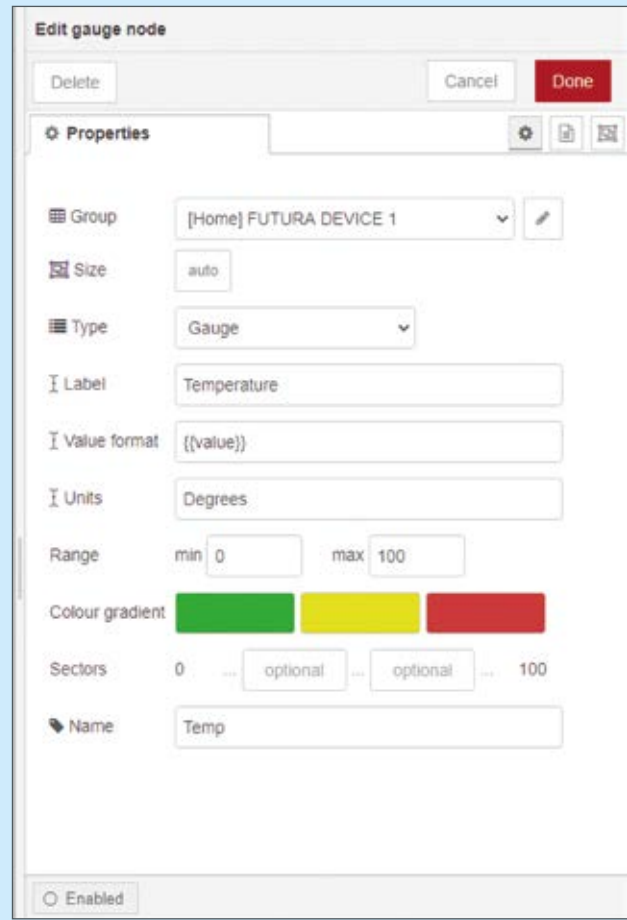 Edit gauge node
Delete Cancel Done
Properties
Group [Home] FUTURA DEVICE 1
Size auto
Type Gauge
Label Temperature
Value format {{value}}
Units Degrees
Range min 0 max 100
Colour gradient
Sectors 0 ... optional ... optional ... 100
Name Temp
Enabled